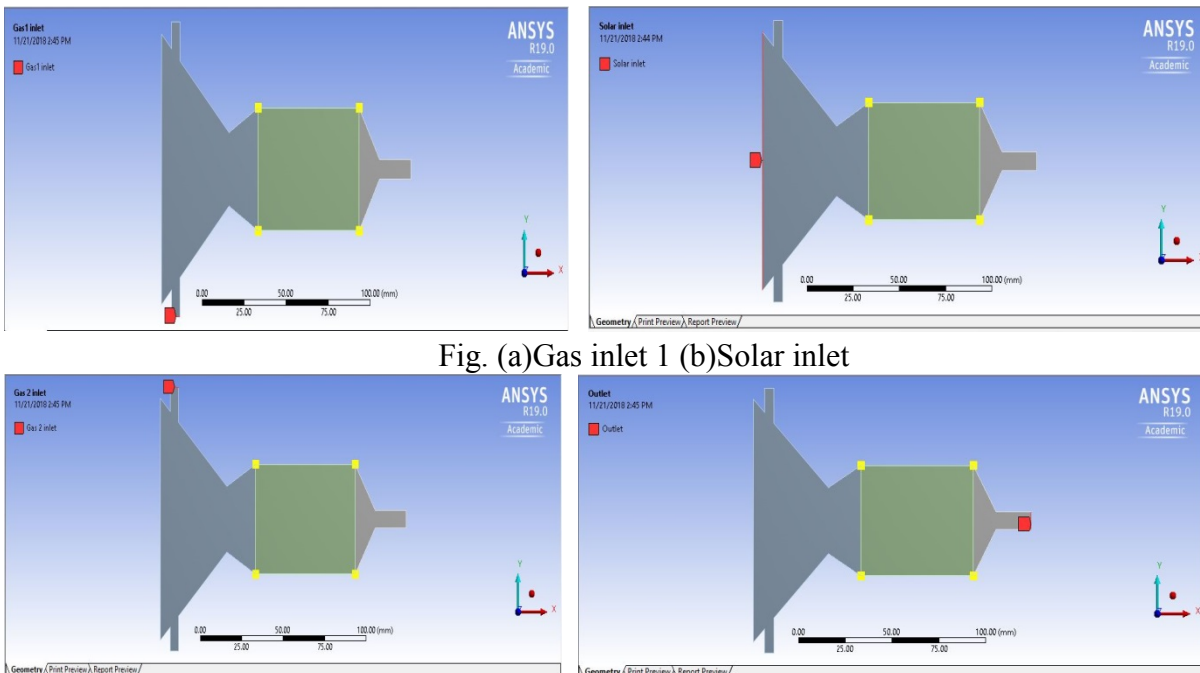 Gas1 inlet
11/21/2018 2:45 PM
Gas1 inlet
ANSYS
R19.0
Academic
Y
X
0.00 50.00 100.00 (mm)
25.00 75.00
Solar inlet
11/21/2018 2:44 PM
Solar inlet
ANSYS
R19.0
Academic
Y
X
0.00 50.00 100.00 (mm)
25.00 75.00
Geometry Print Preview Report Preview
Fig. (a)Gas inlet 1 (b)Solar inlet
Gas 2 inlet
11/21/2018 2:45 PM
Gas 2 inlet
ANSYS
R19.0
Academic
Y
X
0.00 50.00 100.00 (mm)
25.00 75.00
Geometry Print Preview Report Preview
Outlet
11/21/2018 2:45 PM
Outlet
ANSYS
R19.0
Academic
Y
X
0.00 50.00 100.00 (mm)
25.00 75.00
Geometry Print Preview Report Preview